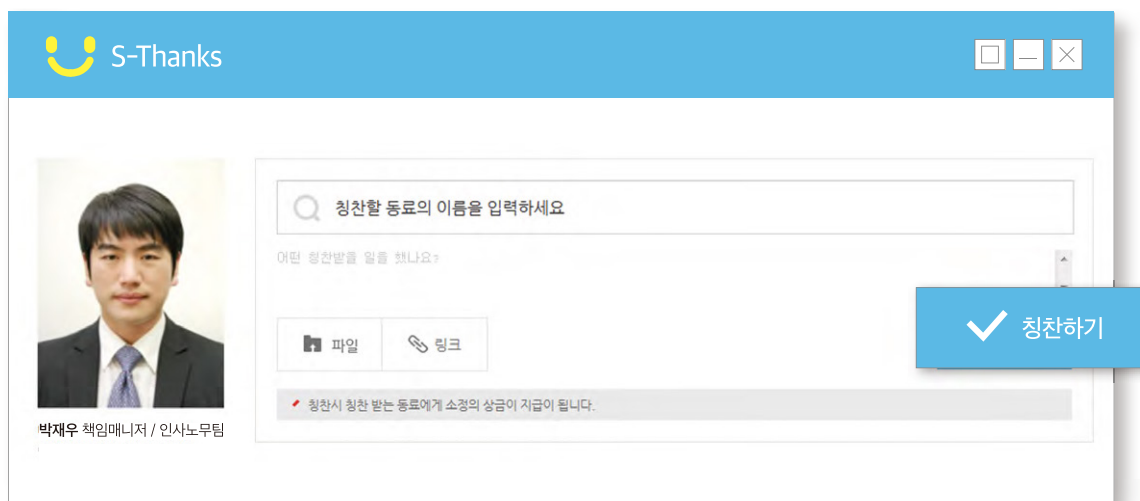 S-Thanks
칭찬할 동료의 이름을 입력하세요
어떤 칭찬받을 일을 했나요?
파일
링크
칭찬하기
칭찬시 칭찬 받는 동료에게 소정의 상금이 지급이 됩니다.
박재우 책임매니저 / 인사노무팀